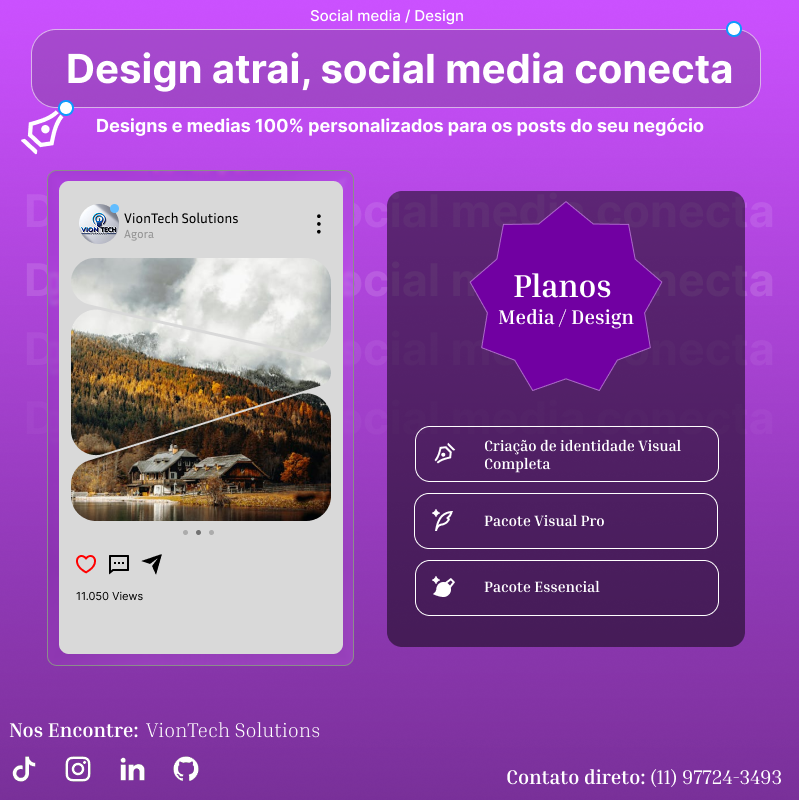 Social media / Design
Design atrai, social media conecta
Designs e medias 100% personalizados para os posts do seu negócio
VION TECH
VionTech Solutions
Agora
11.050 Views
Planos
Media / Design
Criação de identidade Visual
Completa
Pacote Visual Pro
Pacote Essencial
Nos Encontre: VionTech Solutions
Contato direto: (11) 97724-3493